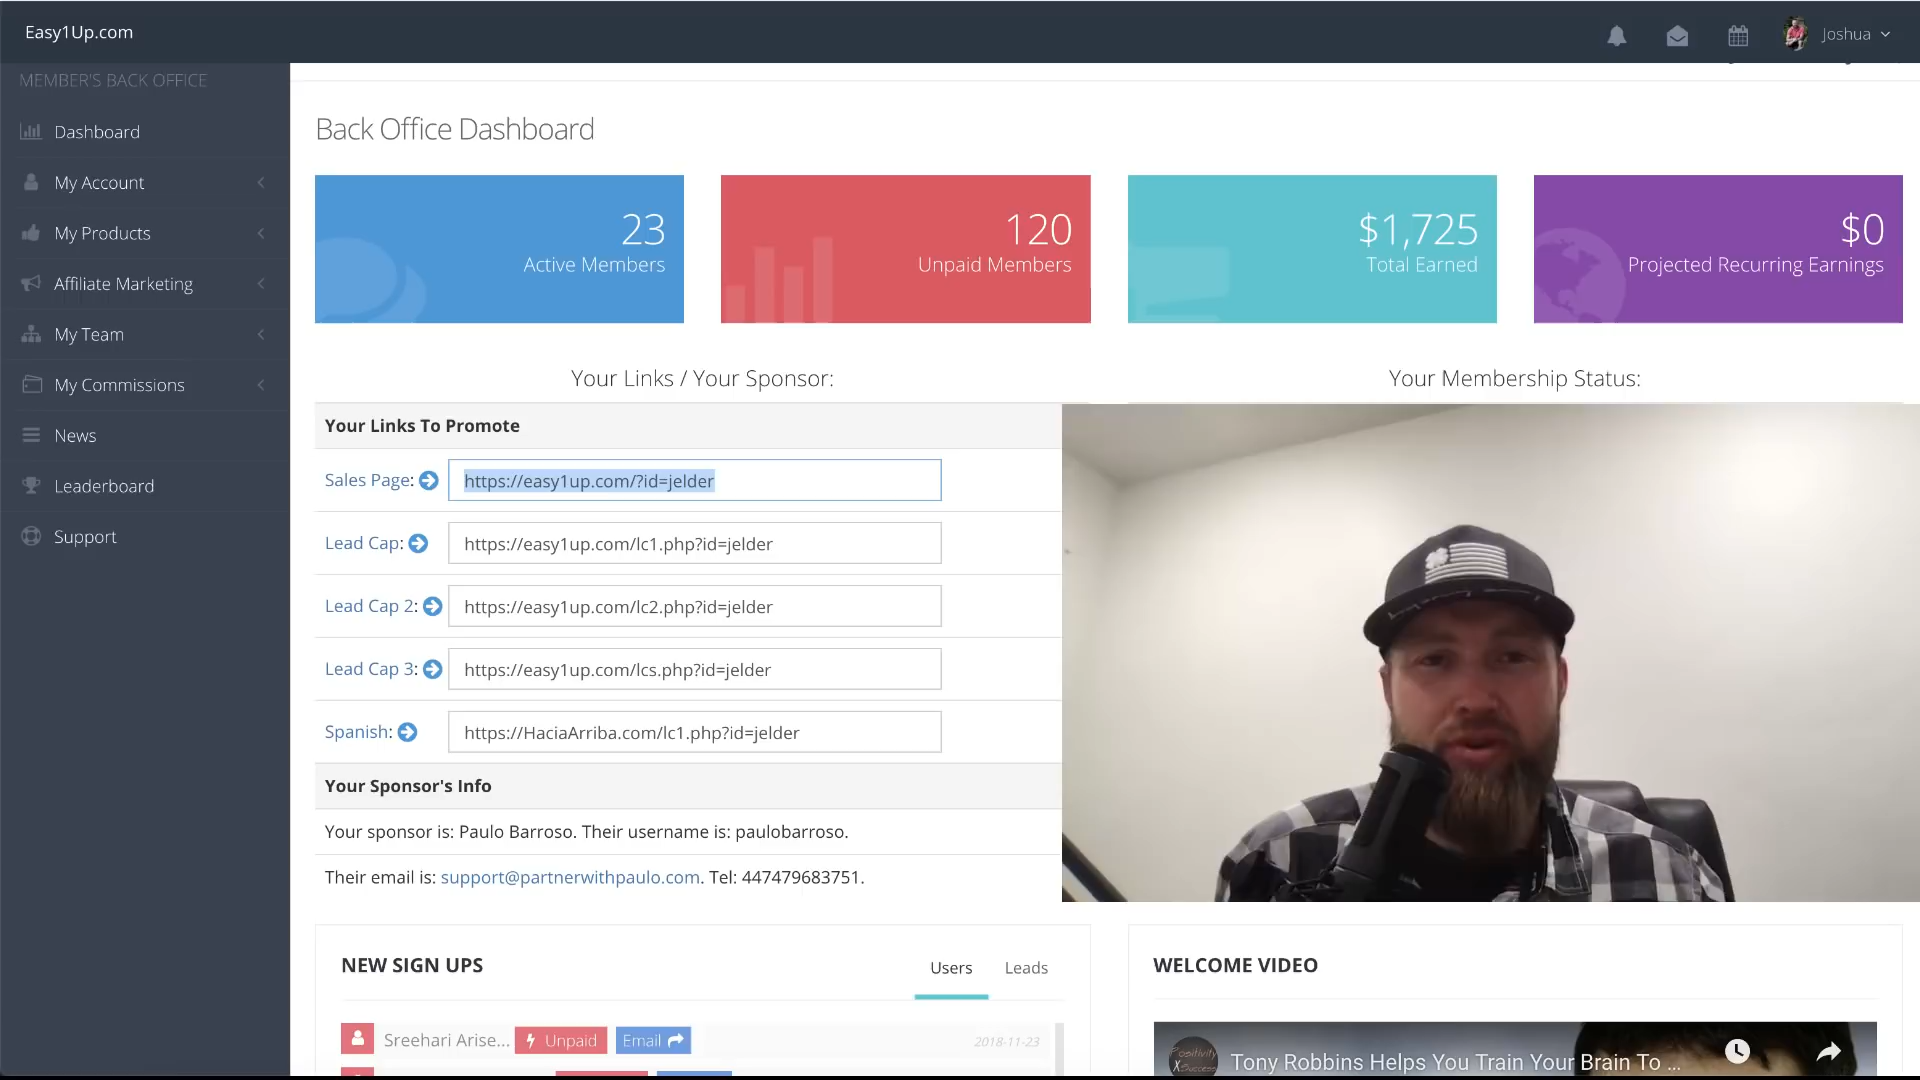 Easy1Up.com
Joshua
MEMBER'S BACK OFFICE
Dashboard
My Account
My Products
Affiliate Marketing
My Team
My Commissions
News
Leaderboard
Support
Back Office Dashboard
23
Active Members
120
Unpaid Members
$1,725
Total Earned
$0
Projected Recurring Earnings
Your Links / Your Sponsor:
Your Membership Status:
Your Links To Promote
Sales Page: https://easy1up.com/?id=jelder
Lead Cap: https://easy1up.com/lc1.php?id=jelder
Lead Cap 2: https://easy1up.com/lc2.php?id=jelder
Lead Cap 3: https://easy1up.com/lcs.php?id=jelder
Spanish: https://HaciaArriba.com/lc1.php?id=jelder
Your Sponsor's Info
Your sponsor is: Paulo Barroso. Their username is: paulobarroso.
Their email is: support@partnerwithpaulo.com. Tel: 447479683751.
NEW SIGN UPS
Users Leads
Sreehari Arise... Unpaid Email 2018-11-23
WELCOME VIDEO
Positivity
X Success
Tony Robbins Helps You Train Your Brain To ...